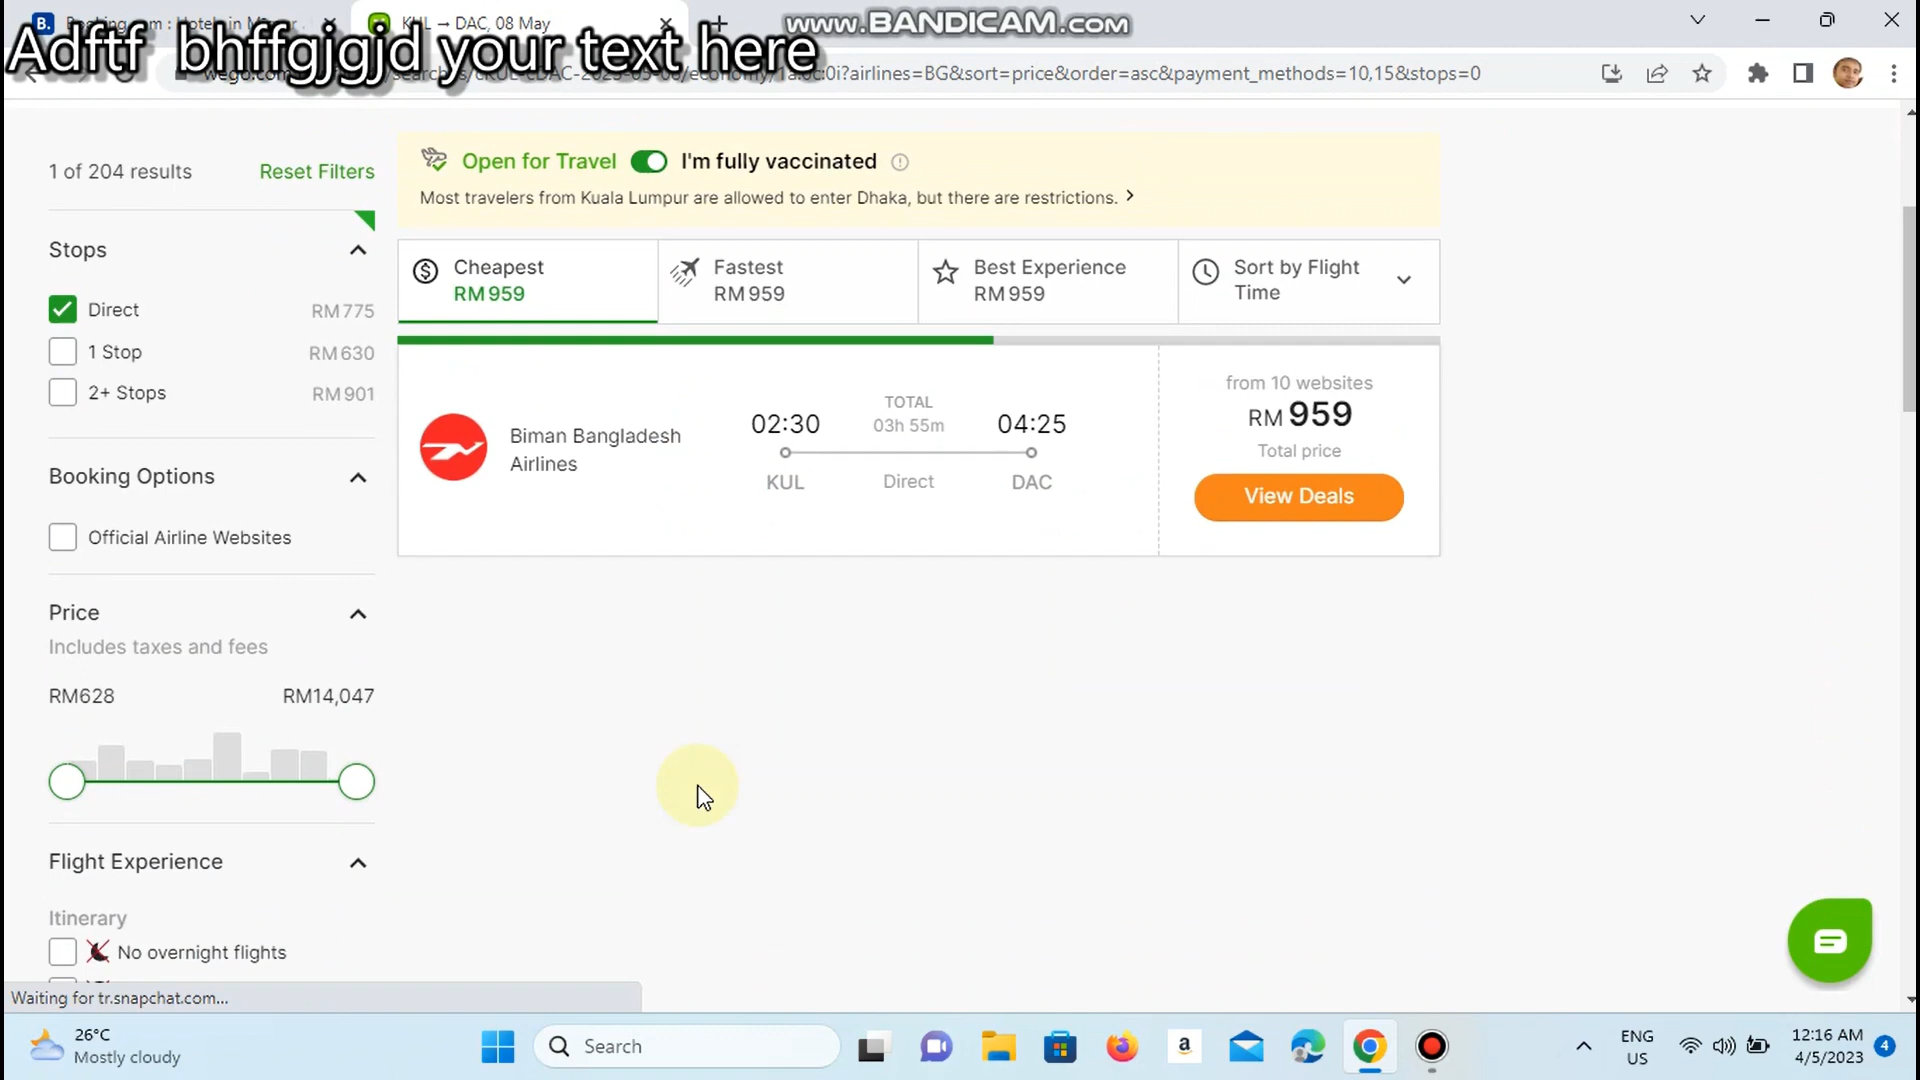 www.BANDICAM.com
Booking.com : Hotels in M
KUL → DAC, 08 May
Adftf bhffgjgjd your text here
/economy/
?airlines=BG&sort=price&order=asc&payment_methods=10,15&stops=0
1 of 204 results
Reset Filters
Open for Travel
I'm fully vaccinated
Most travelers from Kuala Lumpur are allowed to enter Dhaka, but there are restrictions.
Stops
Direct RM 775
1 Stop RM 630
2+ Stops RM 901
Cheapest
RM 959
Fastest
RM 959
Best Experience
RM 959
Sort by Flight
Time
Biman Bangladesh
Airlines
02:30
KUL
TOTAL
03h 55m
Direct
04:25
DAC
from 10 websites
RM 959
Total price
View Deals
Booking Options
Official Airline Websites
Price
Includes taxes and fees
RM628 RM14,047
Flight Experience
Itinerary
No overnight flights
Waiting for tr.snapchat.com...
26°C
Mostly cloudy
Search
ENG
US
12:16 AM
4/5/2023
4